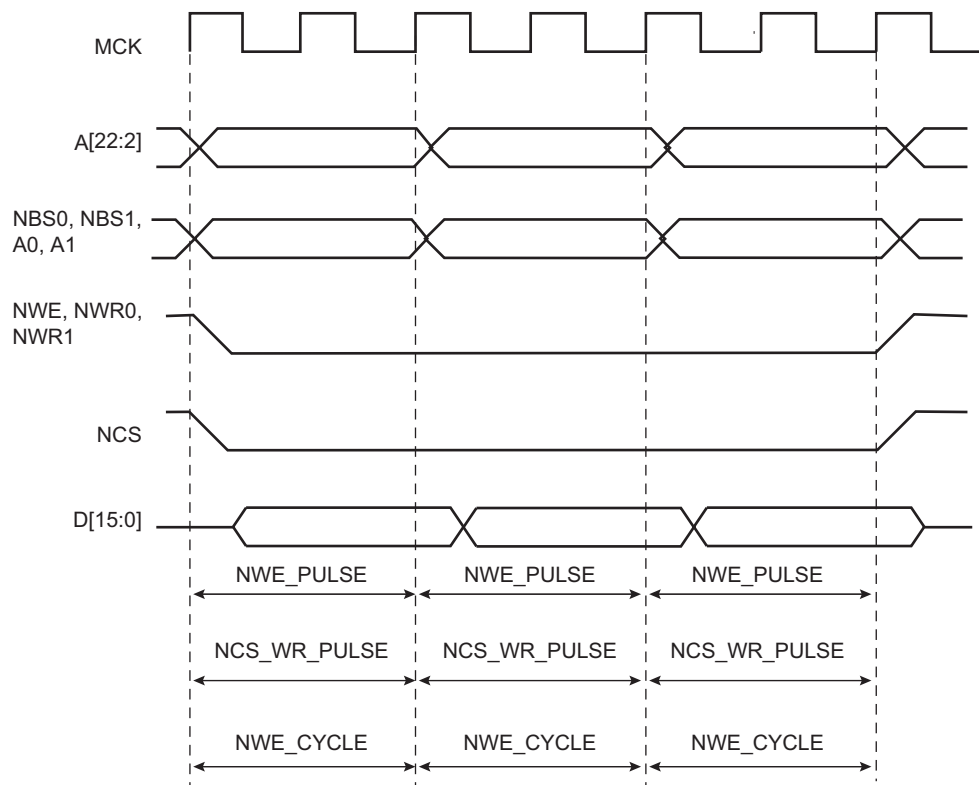 MCK
A[22:2]
NBS0, NBS1,
A0, A1
NWE, NWR0,
NWR1
NCS
D[15:0]
NWE_PULSE NWE_PULSE NWE_PULSE
NCS_WR_PULSE NCS_WR_PULSE NCS_WR_PULSE
NWE_CYCLE NWE_CYCLE NWE_CYCLE